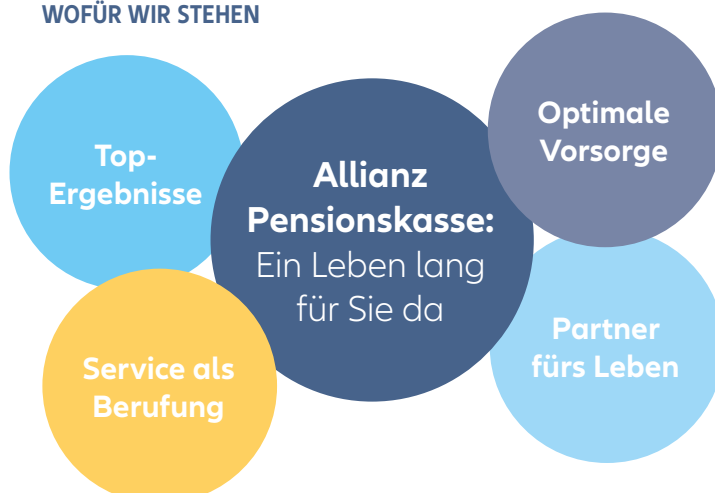 WOFÜR WIR STEHEN
Top-
Ergebnisse
Allianz
Pensionskasse:
Ein Leben lang
für Sie da
Optimale
Vorsorge
Service als
Berufung
Partner
fürs Leben